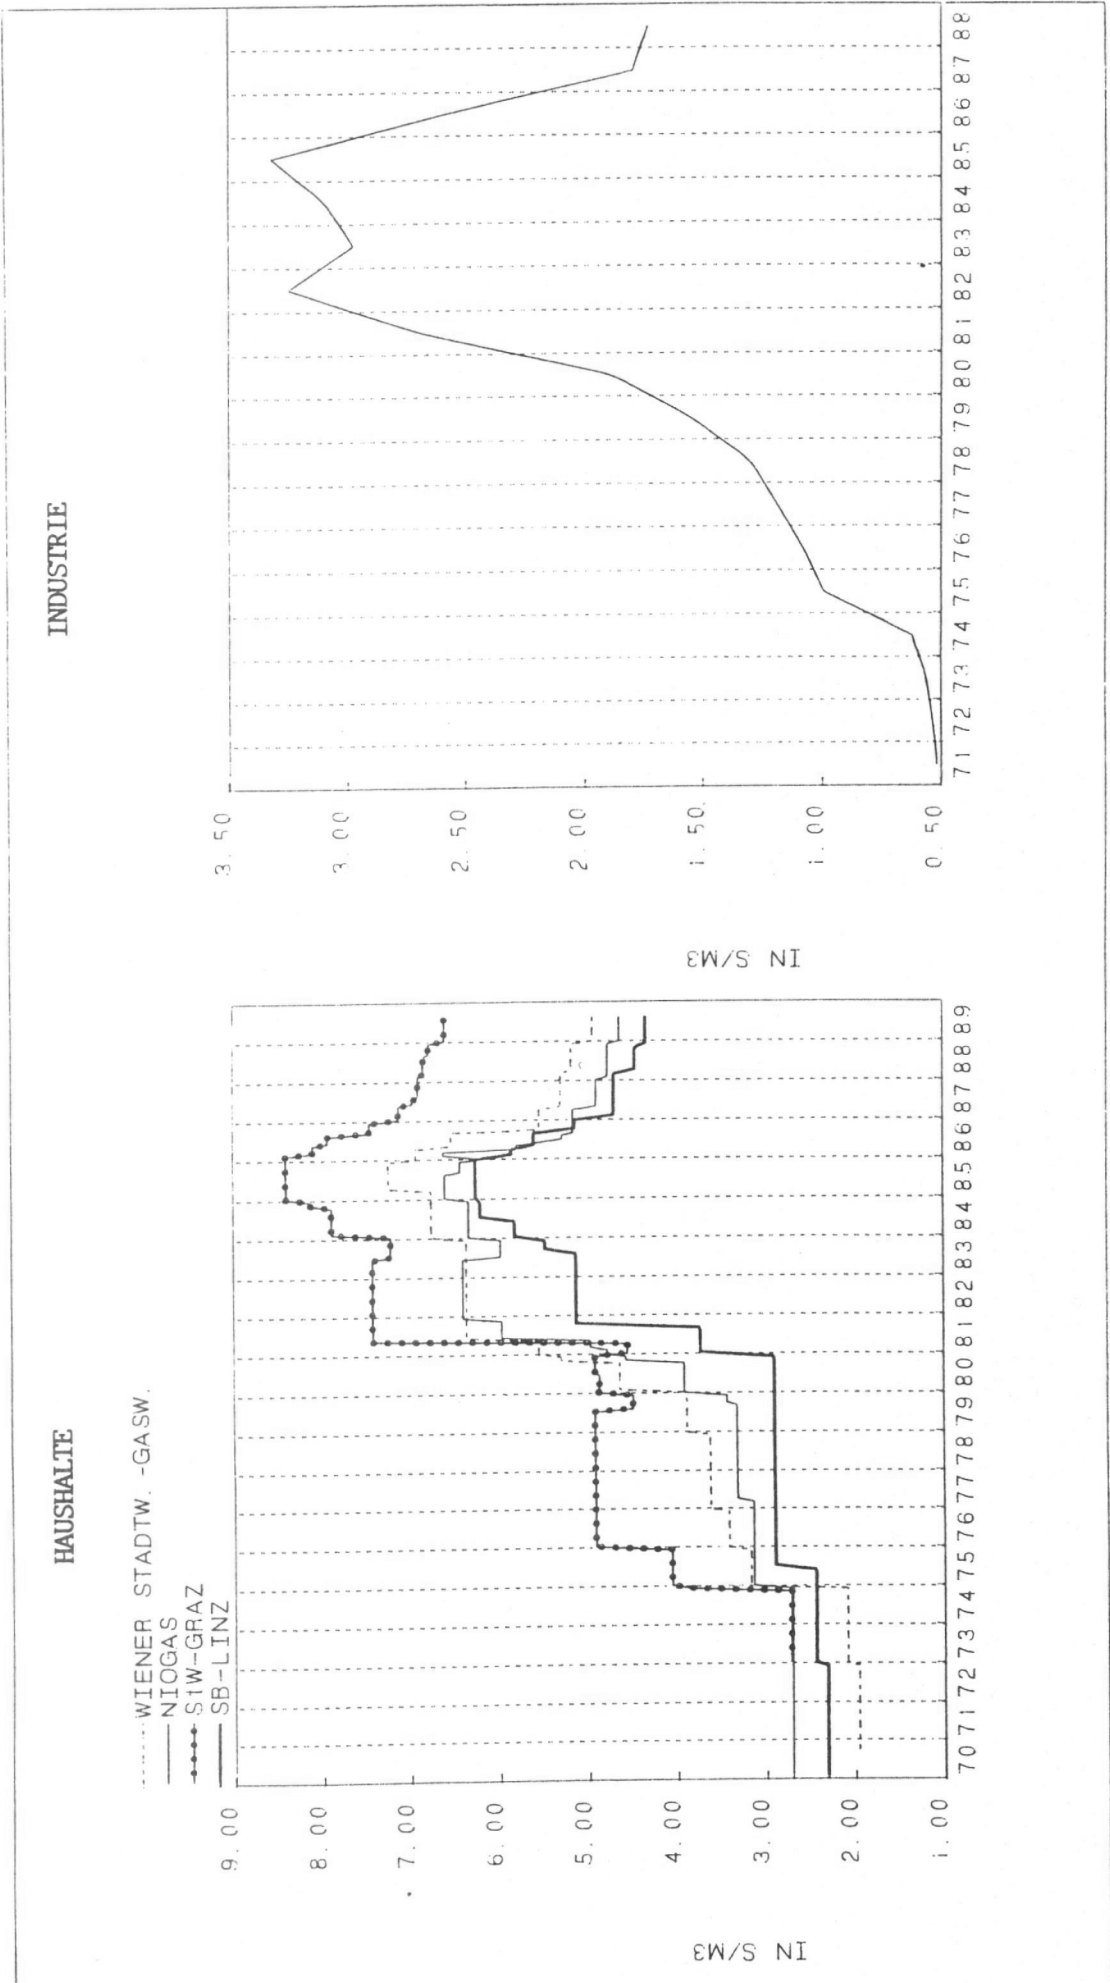 HAUSHALTE
WIENER STADTW. -GASW.
NIOGAS
StW-GRAZ
SB-LINZ
IN S/M3
9.00
8.00
7.00
6.00
5.00
4.00
3.00
2.00
1.00
70 71 72 73 74 75 76 77 78 79 80 81 82 83 84 85 86 87 88 89
INDUSTRIE
IN S/M3
3.50
3.00
2.50
2.00
1.50
1.00
0.50
71 72 73 74 75 76 77 78 79 80 81 82 83 84 85 86 87 88